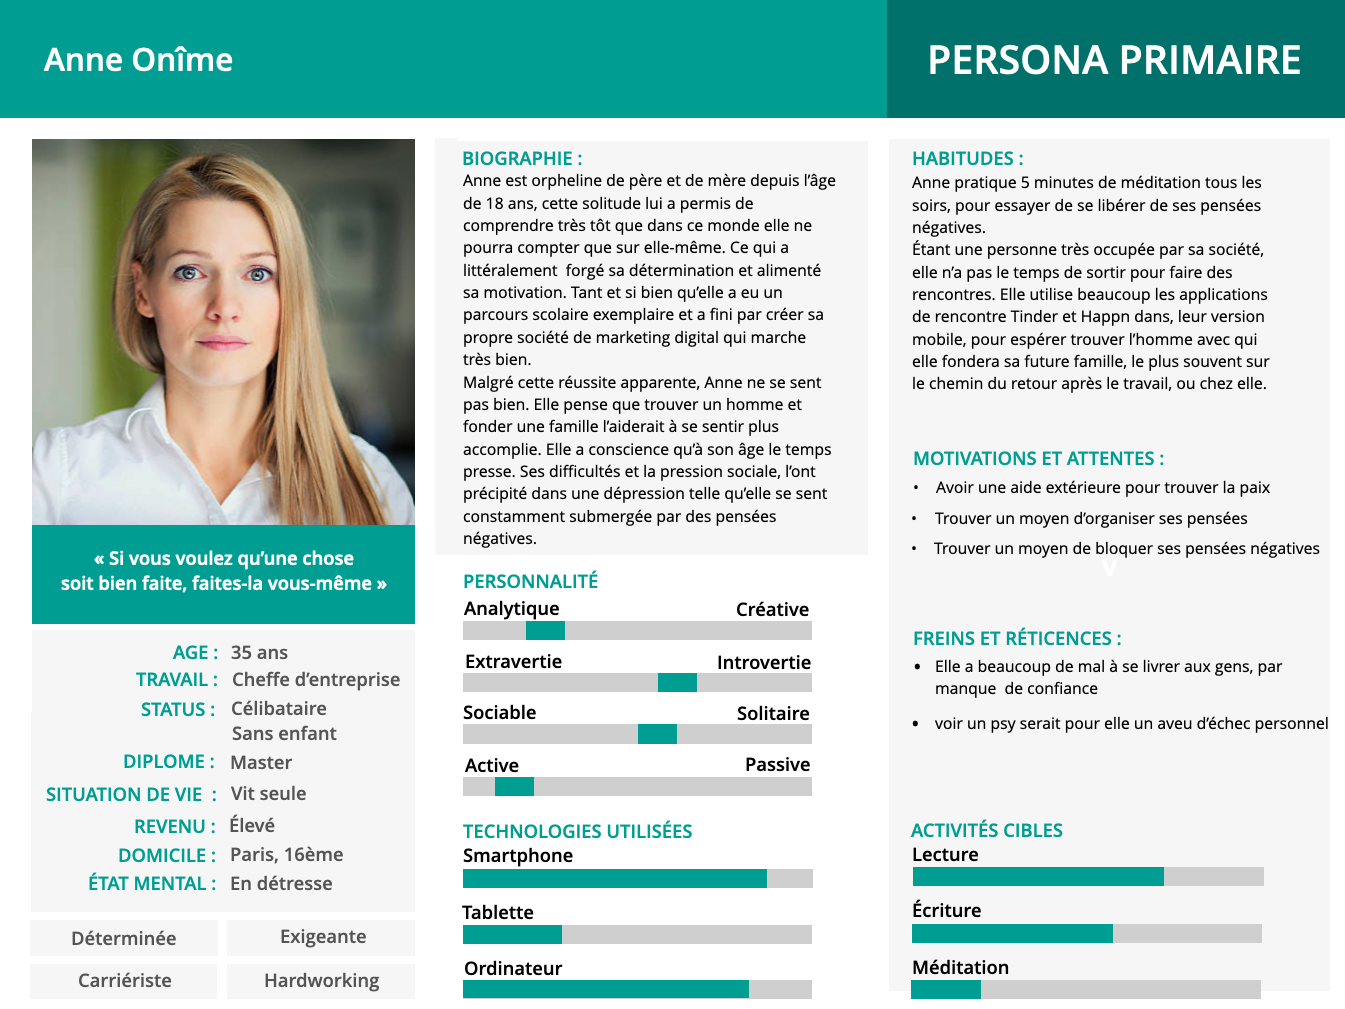 Anne Onîme
PERSONA PRIMAIRE
« Si vous voulez qu’une chose
soit bien faite, faites-la vous-même »
AGE : 35 ans
TRAVAIL : Cheffe d’entreprise
STATUS : Célibataire
Sans enfant
DIPLOME : Master
SITUATION DE VIE : Vit seule
REVENU : Élevé
DOMICILE : Paris, 16ème
ÉTAT MENTAL : En détresse
Déterminée
Exigeante
Carriériste
Hardworking
BIOGRAPHIE :
Anne est orpheline de père et de mère depuis l’âge
de 18 ans, cette solitude lui a permis de
comprendre très tôt que dans ce monde elle ne
pourra compter que sur elle-même. Ce qui a
littéralement forgé sa détermination et alimenté
sa motivation. Tant et si bien qu’elle a eu un
parcours scolaire exemplaire et a fini par créer sa
propre société de marketing digital qui marche
très bien.
Malgré cette réussite apparente, Anne ne se sent
pas bien. Elle pense que trouver un homme et
fonder une famille l’aiderait à se sentir plus
accomplie. Elle a conscience qu’à son âge le temps
presse. Ses difficultés et la pression sociale, l’ont
précipité dans une dépression telle qu’elle se sent
constamment submergée par des pensées
négatives.
PERSONNALITÉ
Analytique Créative
Extravertie Introvertie
Sociable Solitaire
Active Passive
TECHNOLOGIES UTILISÉES
Smartphone
Tablette
Ordinateur
HABITUDES :
Anne pratique 5 minutes de méditation tous les
soirs, pour essayer de se libérer de ses pensées
négatives.
Étant une personne très occupée par sa société,
elle n’a pas le temps de sortir pour faire des
rencontres. Elle utilise beaucoup les applications
de rencontre Tinder et Happn dans, leur version
mobile, pour espérer trouver l’homme avec qui
elle fondera sa future famille, le plus souvent sur
le chemin du retour après le travail, ou chez elle.
MOTIVATIONS ET ATTENTES :
• Avoir une aide extérieure pour trouver la paix
• Trouver un moyen d’organiser ses pensées
• Trouver un moyen de bloquer ses pensées négatives
v
FREINS ET RÉTICENCES :
• Elle a beaucoup de mal à se livrer aux gens, par
manque de confiance
• voir un psy serait pour elle un aveu d’échec personnel
ACTIVITÉS CIBLES
Lecture
Écriture
Méditation